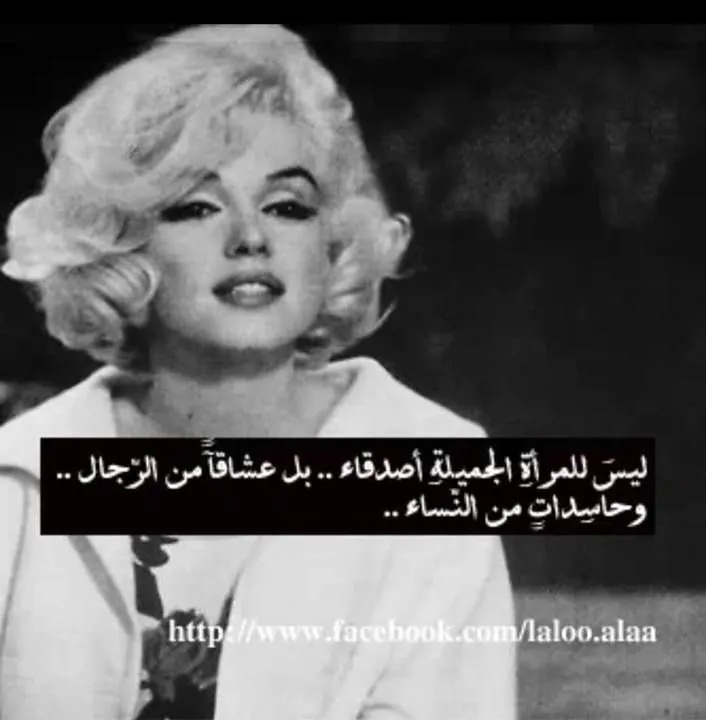 ليسَ للمرأةِ الجميلةِ أصدقاء .. بل عشاقاً من الرّجال ..
وحاسِداتٍ من النّساء ..
http://www.facebook.com/laloo.alaa